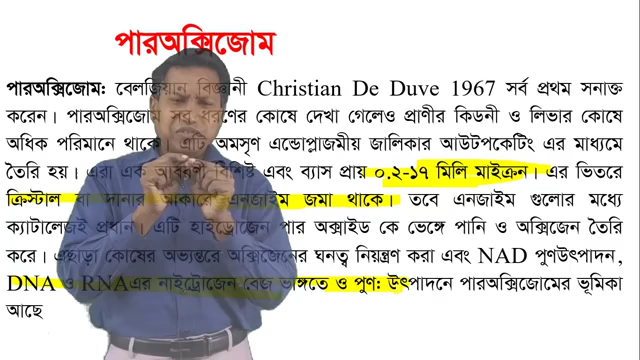 পারঅক্সিজোম
পারঅক্সিজোম: বেলজিয়ান বিজ্ঞানী Christian De Duve 1967 সর্ব প্রথম সনাক্ত
করেন। পারঅক্সিজোম সব ধরণের কোষে দেখা গেলেও প্রাণীর কিডনী ও লিভার কোষে
অধিক পরিমানে থাকে। এটি অমসৃণ এন্ডোপ্লাজমীয় জালিকার আউটপকেটিং এর মাধ্যমে
তৈরি হয়। এরা এক আবরণী বিশিষ্ট এবং ব্যাস প্রায় ০.২-১৭ মিলি মাইক্রন। এর ভিতরে
ক্রিস্টাল বা দানার আকারে এনজাইম জমা থাকে। তবে এনজাইম গুলোর মধ্যে
ক্যাটালেজই প্রধান। এটি হাইড্রোজেন পার অক্সাইড কে ভেঙ্গে পানি ও অক্সিজেন তৈরি
করে। এছাড়া কোষের অভ্যন্তরে অক্সিজেনের ঘনত্ব নিয়ন্ত্রণ করা এবং NAD পুণউৎপাদন,
DNA ও RNAএর নাইট্রোজেন বেজ ভাঙ্গতে ও পুণ: উৎপাদনে পারঅক্সিজোমের ভূমিকা
আছে